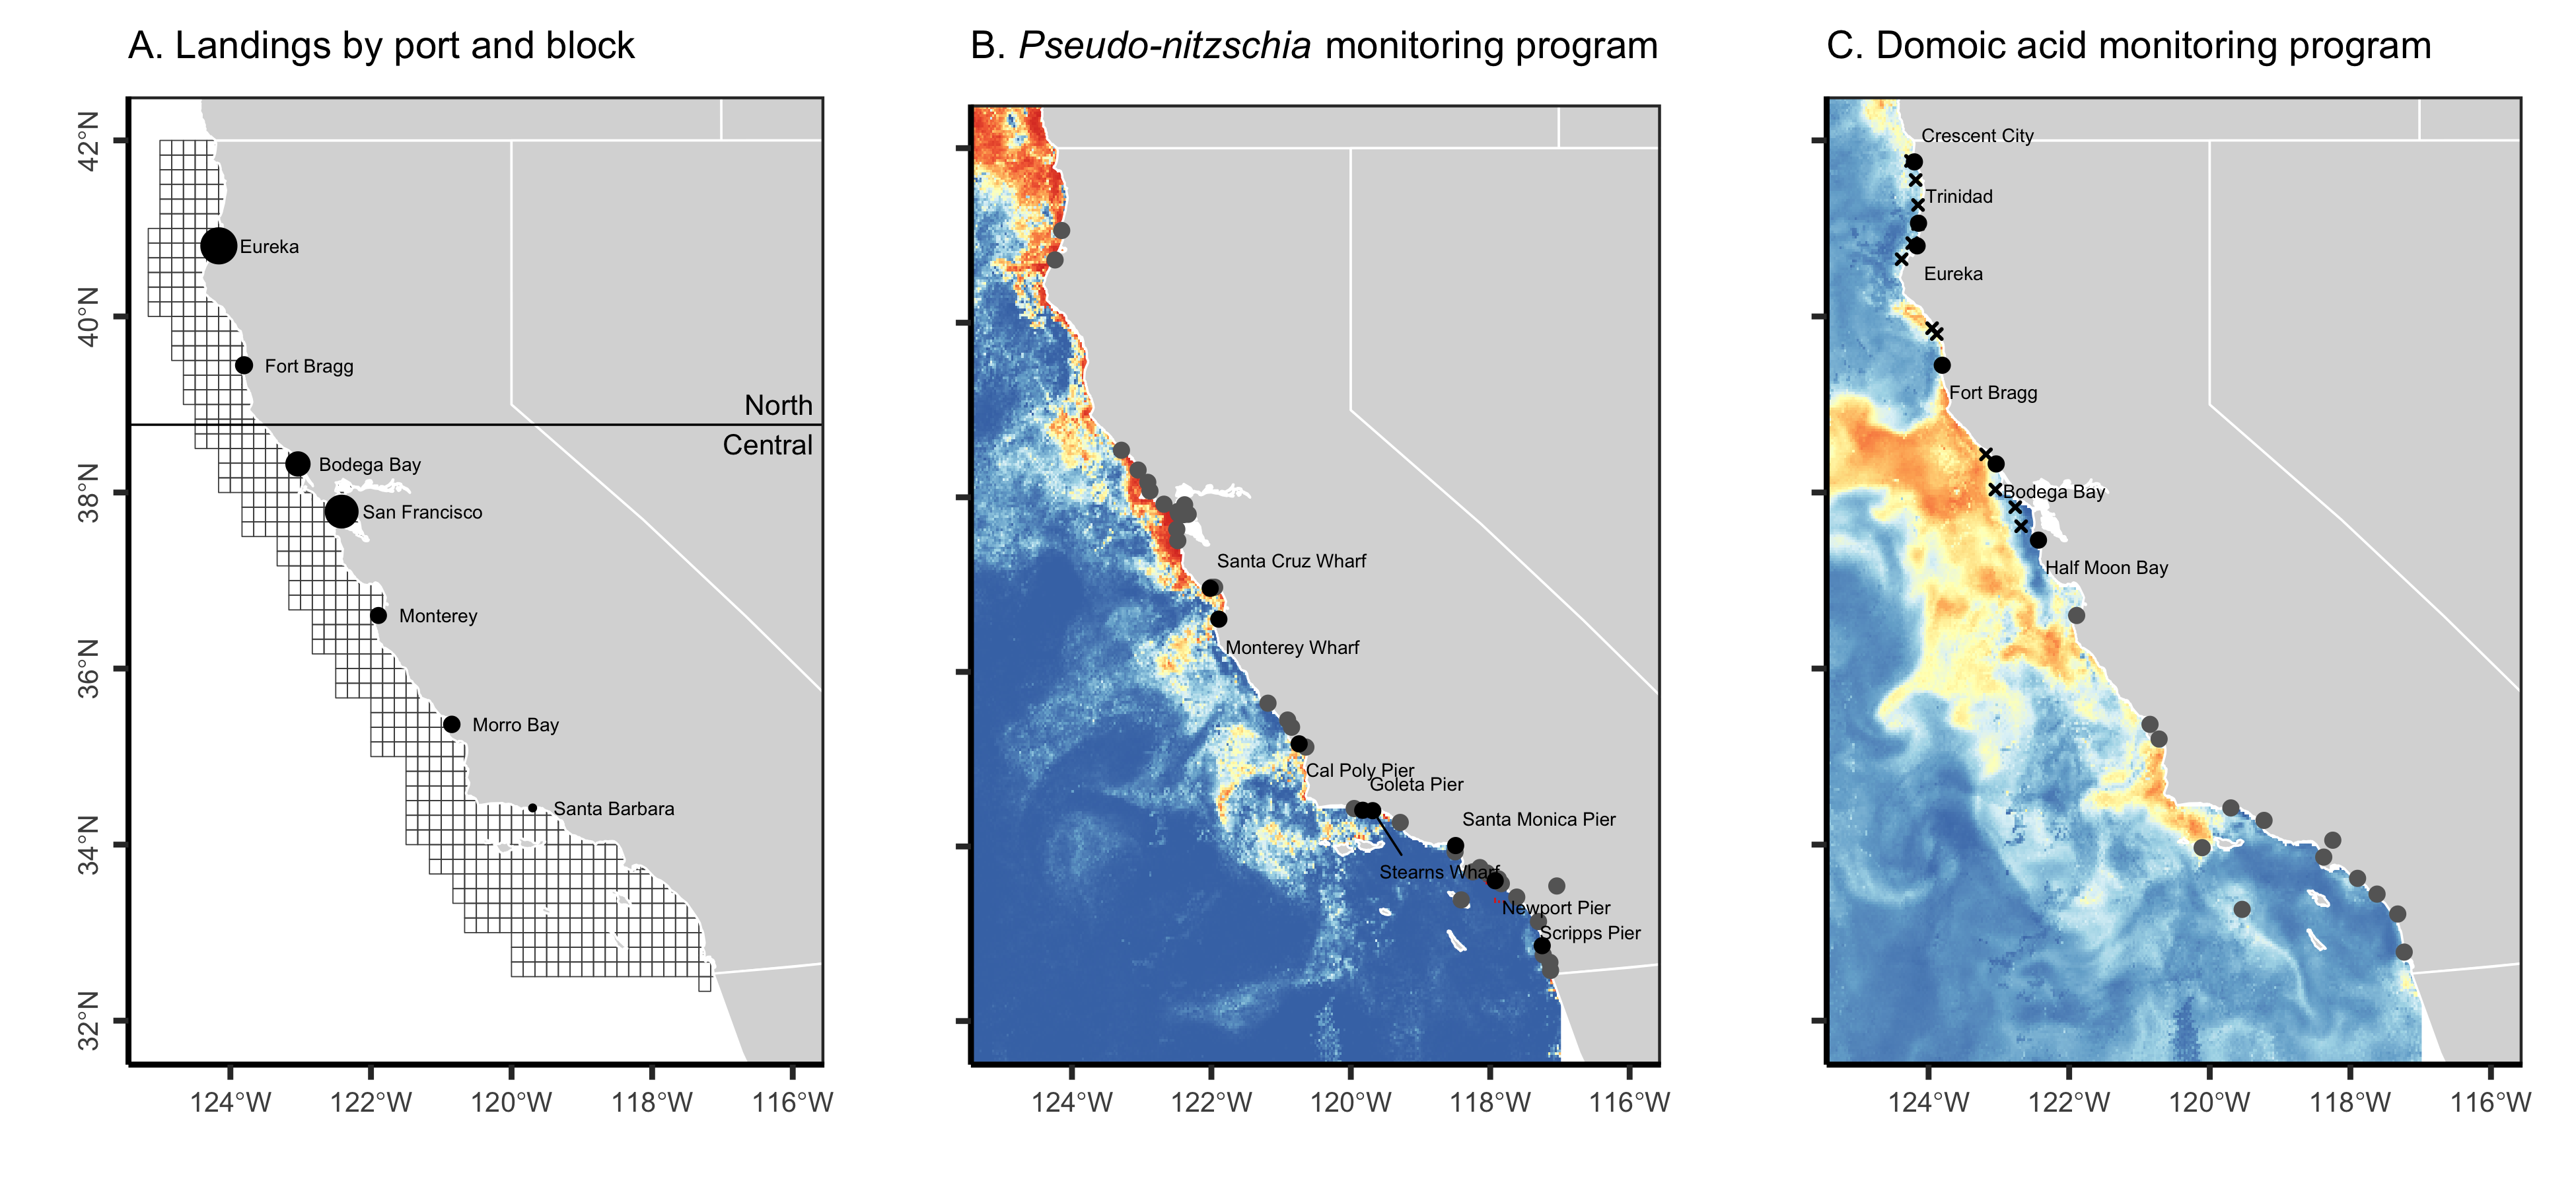 A. Landings by port and block
42°N
40°N
38°N
36°N
34°N
32°N
Eureka
Fort Bragg
North
Central
Bodega Bay
San Francisco
Monterey
Morro Bay
Santa Barbara
124°W 122°W 120°W 118°W 116°W
B. Pseudo-nitzschia monitoring program
Santa Cruz Wharf
Monterey Wharf
Cal Poly Pier
Goleta Pier
Santa Monica Pier
Stearns Wharf
Newport Pier
Scripps Pier
124°W 122°W 120°W 118°W 116°W
C. Domoic acid monitoring program
Crescent City
Trinidad
Eureka
Fort Bragg
Bodega Bay
Half Moon Bay
124°W 122°W 120°W 118°W 116°W